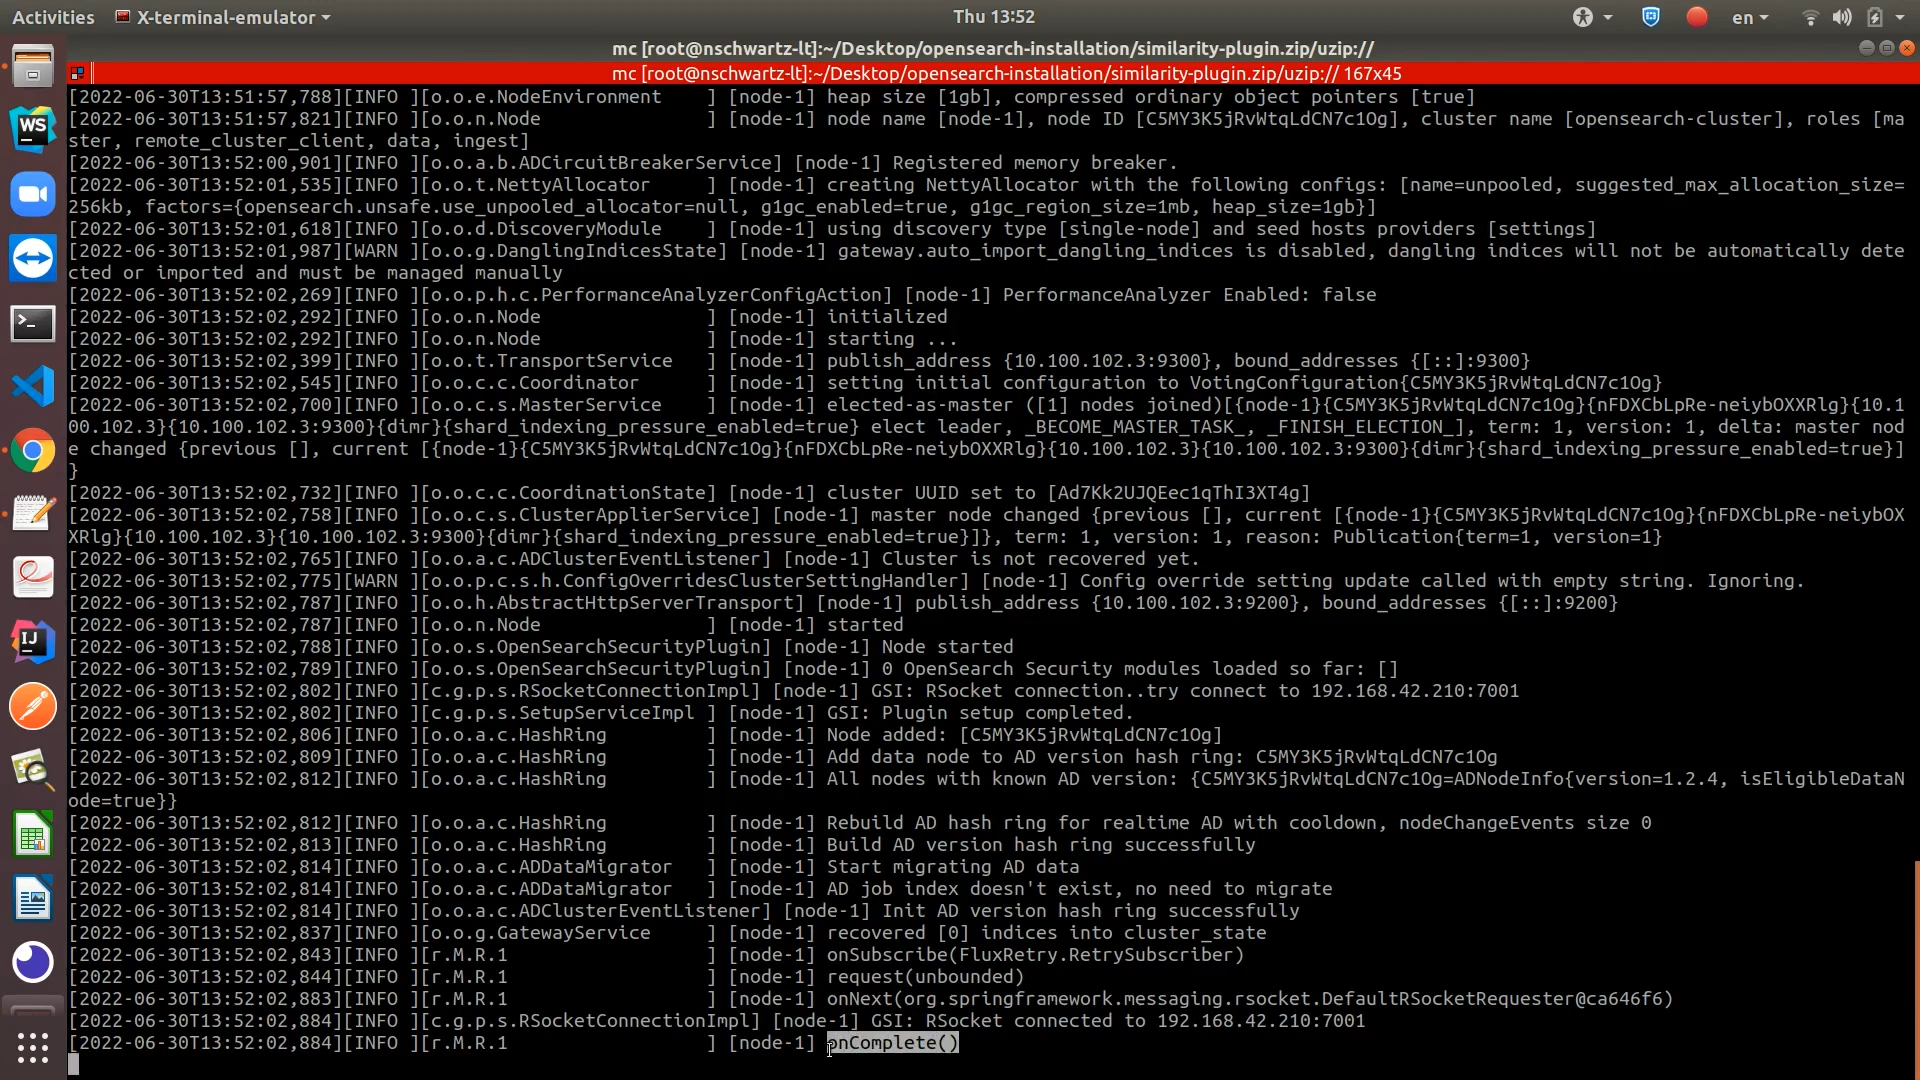 Activities X-terminal-emulator Thu 13:52 en
mc [root@nschwartz-lt]:~/Desktop/opensearch-installation/similarity-plugin.zip/uzip://
mc [root@nschwartz-lt]:~/Desktop/opensearch-installation/similarity-plugin.zip/uzip:// 167x45
[2022-06-30T13:51:57,788][INFO ][o.o.e.NodeEnvironment    ] [node-1] heap size [1gb], compressed ordinary object pointers [true]
[2022-06-30T13:51:57,821][INFO ][o.o.n.Node               ] [node-1] node name [node-1], node ID [C5MY3K5jRvWtqLdCN7c1Og], cluster name [opensearch-cluster], roles [ma
ster, remote_cluster_client, data, ingest]
[2022-06-30T13:52:00,901][INFO ][o.o.a.b.ADCircuitBreakerService] [node-1] Registered memory breaker.
[2022-06-30T13:52:01,535][INFO ][o.o.t.NettyAllocator     ] [node-1] creating NettyAllocator with the following configs: [name=unpooled, suggested_max_allocation_size=
256kb, factors={opensearch.unsafe.use_unpooled_allocator=null, g1gc_enabled=true, g1gc_region_size=1mb, heap_size=1gb}]
[2022-06-30T13:52:01,618][INFO ][o.o.d.DiscoveryModule    ] [node-1] using discovery type [single-node] and seed hosts providers [settings]
[2022-06-30T13:52:01,987][WARN ][o.o.g.DanglingIndicesState] [node-1] gateway.auto_import_dangling_indices is disabled, dangling indices will not be automatically dete
cted or imported and must be managed manually
[2022-06-30T13:52:02,269][INFO ][o.o.p.h.c.PerformanceAnalyzerConfigAction] [node-1] PerformanceAnalyzer Enabled: false
[2022-06-30T13:52:02,292][INFO ][o.o.n.Node               ] [node-1] initialized
[2022-06-30T13:52:02,292][INFO ][o.o.n.Node               ] [node-1] starting ...
[2022-06-30T13:52:02,399][INFO ][o.o.t.TransportService   ] [node-1] publish_address {10.100.102.3:9300}, bound_addresses {[::]:9300}
[2022-06-30T13:52:02,545][INFO ][o.o.c.c.Coordinator      ] [node-1] setting initial configuration to VotingConfiguration{C5MY3K5jRvWtqLdCN7c1Og}
[2022-06-30T13:52:02,700][INFO ][o.o.c.s.MasterService    ] [node-1] elected-as-master ([1] nodes joined)[{node-1}{C5MY3K5jRvWtqLdCN7c1Og}{nFDXCbLpRe-neiybOXXRlg}{10.1
00.102.3}{10.100.102.3:9300}{dimr}{shard_indexing_pressure_enabled=true} elect leader, _BECOME_MASTER_TASK_, _FINISH_ELECTION_], term: 1, version: 1, delta: master nod
e changed {previous [], current [{node-1}{C5MY3K5jRvWtqLdCN7c1Og}{nFDXCbLpRe-neiybOXXRlg}{10.100.102.3}{10.100.102.3:9300}{dimr}{shard_indexing_pressure_enabled=true}]
}
[2022-06-30T13:52:02,732][INFO ][o.o.c.c.CoordinationState] [node-1] cluster UUID set to [Ad7Kk2UJQEec1qThI3XT4g]
[2022-06-30T13:52:02,758][INFO ][o.o.c.s.ClusterApplierService] [node-1] master node changed {previous [], current [{node-1}{C5MY3K5jRvWtqLdCN7c1Og}{nFDXCbLpRe-neiybOX
XRlg}{10.100.102.3}{10.100.102.3:9300}{dimr}{shard_indexing_pressure_enabled=true}]}, term: 1, version: 1, reason: Publication{term=1, version=1}
[2022-06-30T13:52:02,765][INFO ][o.o.a.c.ADClusterEventListener] [node-1] Cluster is not recovered yet.
[2022-06-30T13:52:02,775][WARN ][o.o.p.c.s.h.ConfigOverridesClusterSettingHandler] [node-1] Config override setting update called with empty string. Ignoring.
[2022-06-30T13:52:02,787][INFO ][o.o.h.AbstractHttpServerTransport] [node-1] publish_address {10.100.102.3:9200}, bound_addresses {[::]:9200}
[2022-06-30T13:52:02,787][INFO ][o.o.n.Node               ] [node-1] started
[2022-06-30T13:52:02,788][INFO ][o.o.s.OpenSearchSecurityPlugin] [node-1] Node started
[2022-06-30T13:52:02,789][INFO ][o.o.s.OpenSearchSecurityPlugin] [node-1] 0 OpenSearch Security modules loaded so far: []
[2022-06-30T13:52:02,802][INFO ][c.g.p.s.RSocketConnectionImpl] [node-1] GSI: RSocket connection..try connect to 192.168.42.210:7001
[2022-06-30T13:52:02,802][INFO ][c.g.p.s.SetupServiceImpl ] [node-1] GSI: Plugin setup completed.
[2022-06-30T13:52:02,806][INFO ][o.o.a.c.HashRing         ] [node-1] Node added: [C5MY3K5jRvWtqLdCN7c1Og]
[2022-06-30T13:52:02,809][INFO ][o.o.a.c.HashRing         ] [node-1] Add data node to AD version hash ring: C5MY3K5jRvWtqLdCN7c1Og
[2022-06-30T13:52:02,812][INFO ][o.o.a.c.HashRing         ] [node-1] All nodes with known AD version: {C5MY3K5jRvWtqLdCN7c1Og=ADNodeInfo{version=1.2.4, isEligibleDataN
ode=true}}
[2022-06-30T13:52:02,812][INFO ][o.o.a.c.HashRing         ] [node-1] Rebuild AD hash ring for realtime AD with cooldown, nodeChangeEvents size 0
[2022-06-30T13:52:02,813][INFO ][o.o.a.c.HashRing         ] [node-1] Build AD version hash ring successfully
[2022-06-30T13:52:02,814][INFO ][o.o.a.c.ADDataMigrator   ] [node-1] Start migrating AD data
[2022-06-30T13:52:02,814][INFO ][o.o.a.c.ADDataMigrator   ] [node-1] AD job index doesn't exist, no need to migrate
[2022-06-30T13:52:02,814][INFO ][o.o.a.c.ADClusterEventListener] [node-1] Init AD version hash ring successfully
[2022-06-30T13:52:02,837][INFO ][o.o.g.GatewayService     ] [node-1] recovered [0] indices into cluster_state
[2022-06-30T13:52:02,843][INFO ][r.M.R.1                  ] [node-1] onSubscribe(FluxRetry.RetrySubscriber)
[2022-06-30T13:52:02,844][INFO ][r.M.R.1                  ] [node-1] request(unbounded)
[2022-06-30T13:52:02,883][INFO ][r.M.R.1                  ] [node-1] onNext(org.springframework.messaging.rsocket.DefaultRSocketRequester@ca646f6)
[2022-06-30T13:52:02,884][INFO ][c.g.p.s.RSocketConnectionImpl] [node-1] GSI: RSocket connected to 192.168.42.210:7001
[2022-06-30T13:52:02,884][INFO ][r.M.R.1                  ] [node-1] onComplete()
WS
IJ